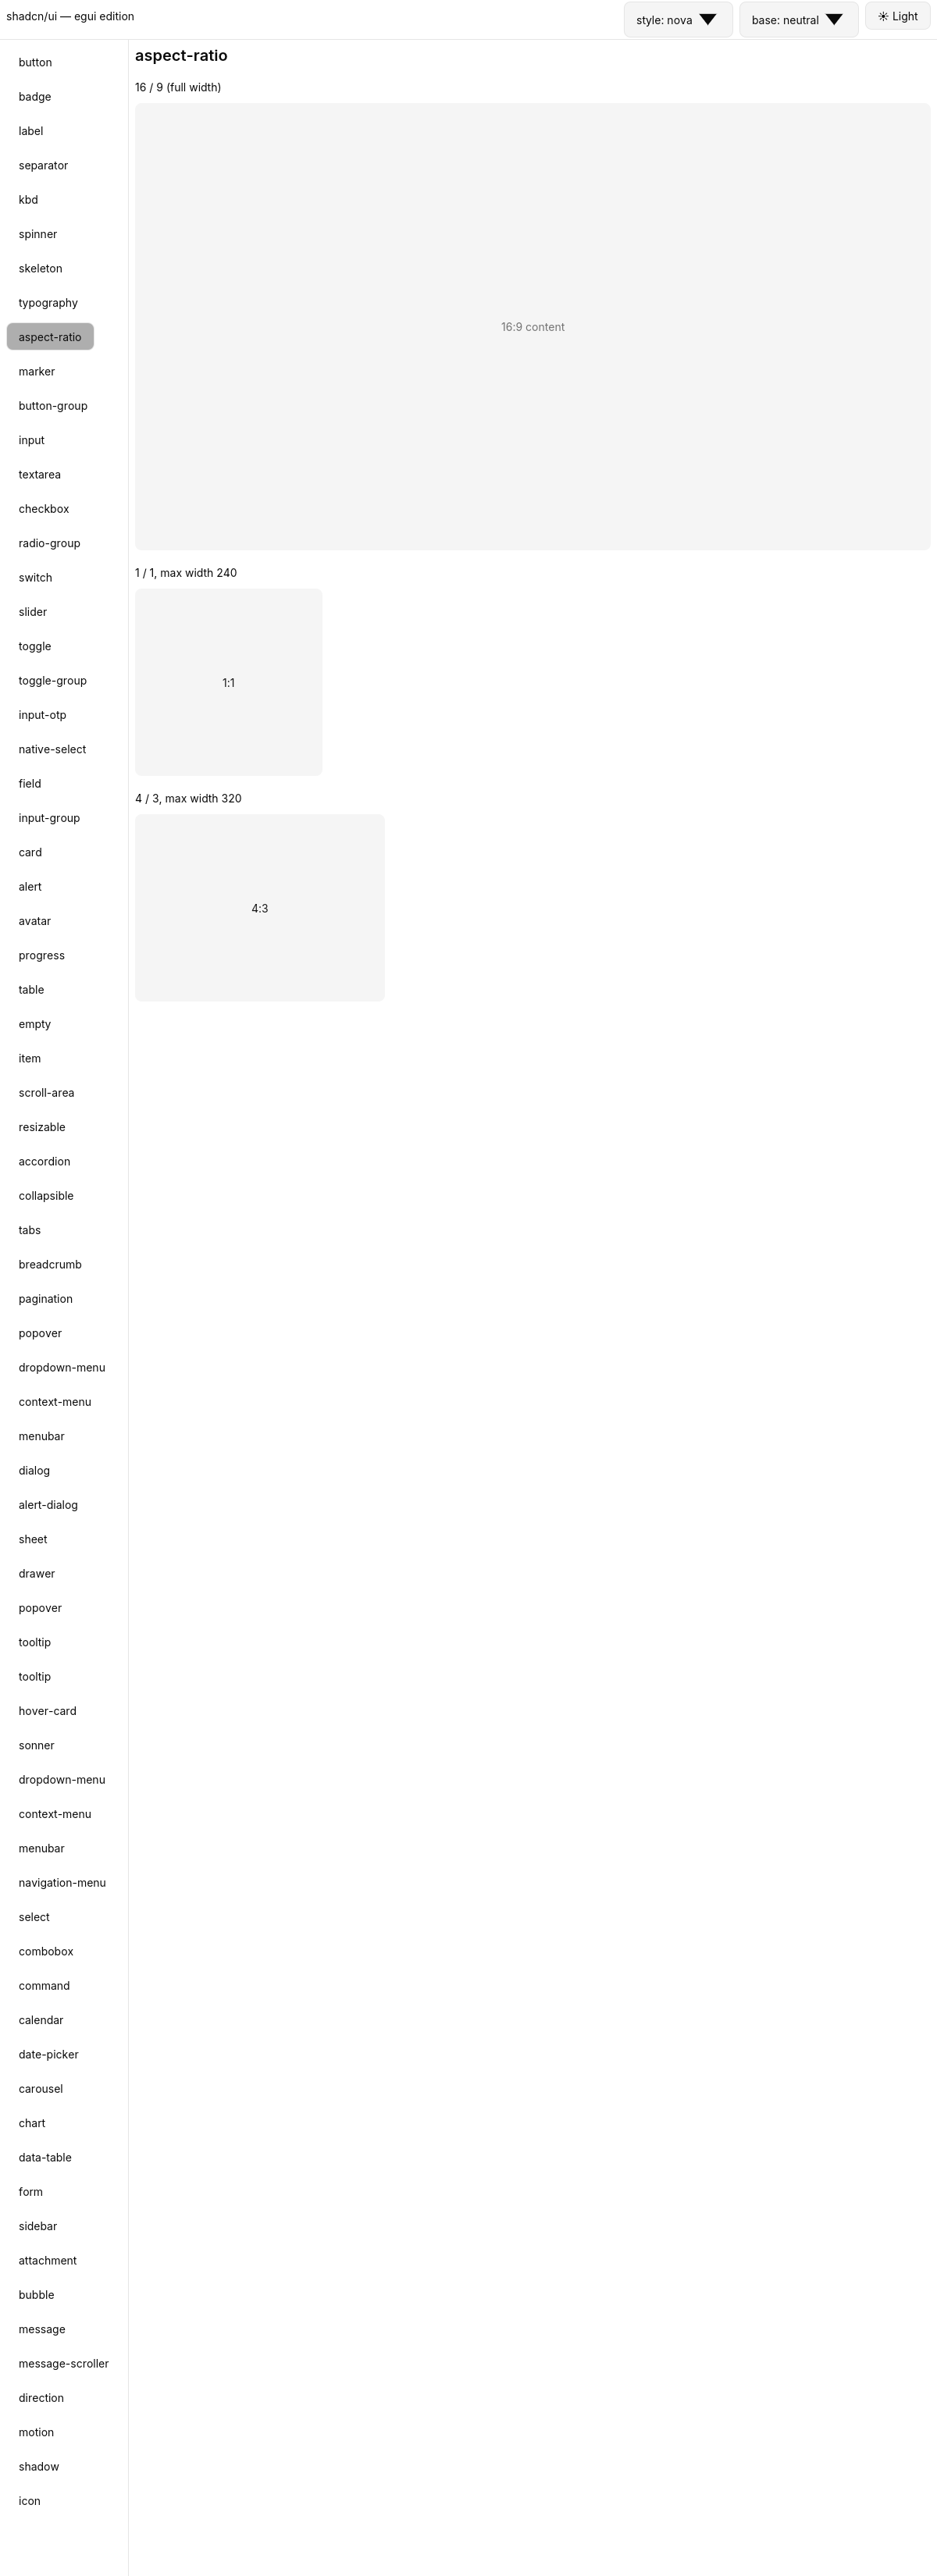 shadcn/ui — egui edition
style: nova
base: neutral
☀ Light
button
badge
label
separator
kbd
spinner
skeleton
typography
aspect-ratio
marker
button-group
input
textarea
checkbox
radio-group
switch
slider
toggle
toggle-group
input-otp
native-select
field
input-group
card
alert
avatar
progress
table
empty
item
scroll-area
resizable
accordion
collapsible
tabs
breadcrumb
pagination
popover
dropdown-menu
context-menu
menubar
dialog
alert-dialog
sheet
drawer
popover
tooltip
tooltip
hover-card
sonner
dropdown-menu
context-menu
menubar
navigation-menu
select
combobox
command
calendar
date-picker
carousel
chart
data-table
form
sidebar
attachment
bubble
message
message-scroller
direction
motion
shadow
icon
aspect-ratio
16 / 9 (full width)
16:9 content
1 / 1, max width 240
1:1
4 / 3, max width 320
4:3